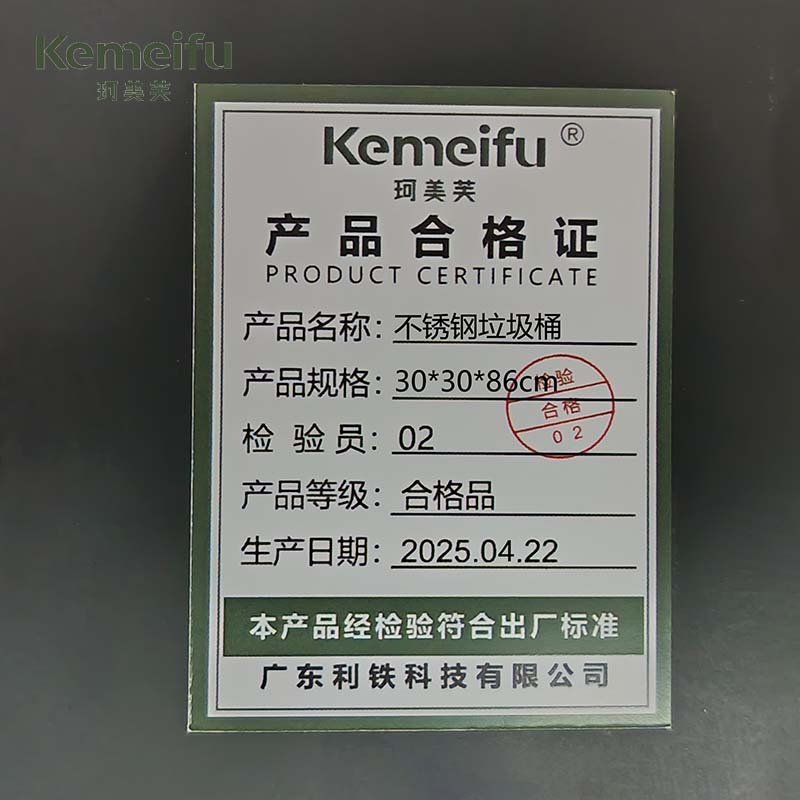 Kemeifu
珂美芙
Kemeifu®
珂美芙
产品合格证
PRODUCT CERTIFICATE
产品名称：不锈钢垃圾桶
产品规格：30*30*86cm
检验
合格
02
检 验 员：02
产品等级：合格品
生产日期：2025.04.22
本产品经检验符合出厂标准
广东利铁科技有限公司